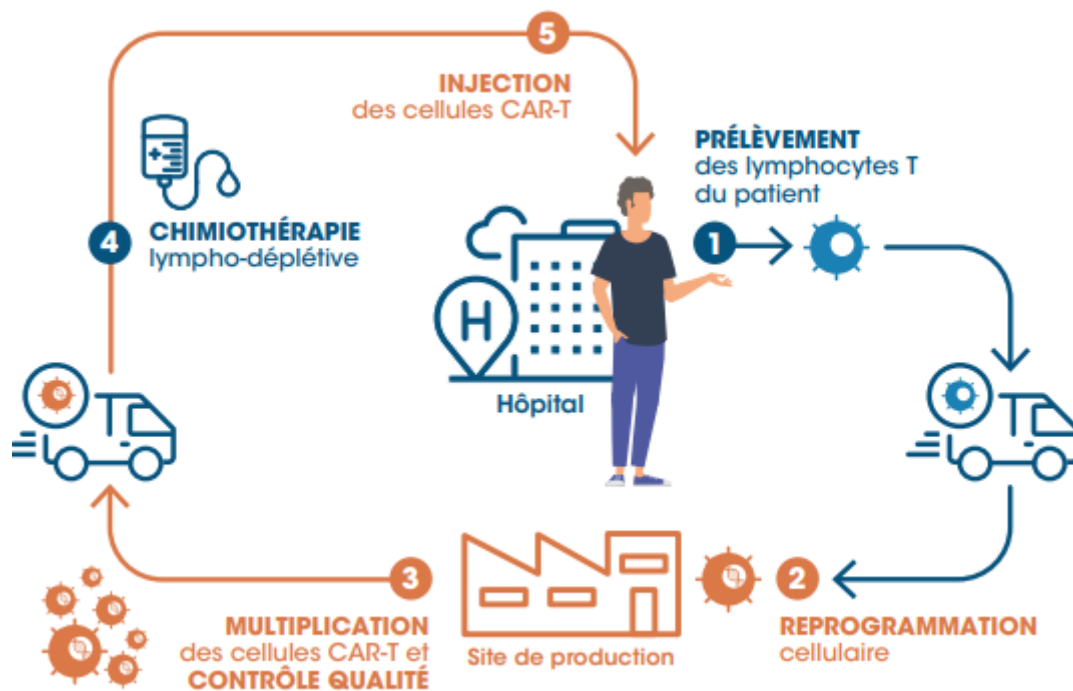 5
INJECTION
des cellules CAR-T
PRÉLÈVEMENT
des lymphocytes T
du patient
1
4
CHIMIOTHÉRAPIE
lympho-déplétive
H
Hôpital
3
MULTIPLICATION
des cellules CAR-T et
CONTRÔLE QUALITÉ
Site de production
2
REPROGRAMMATION
cellulaire